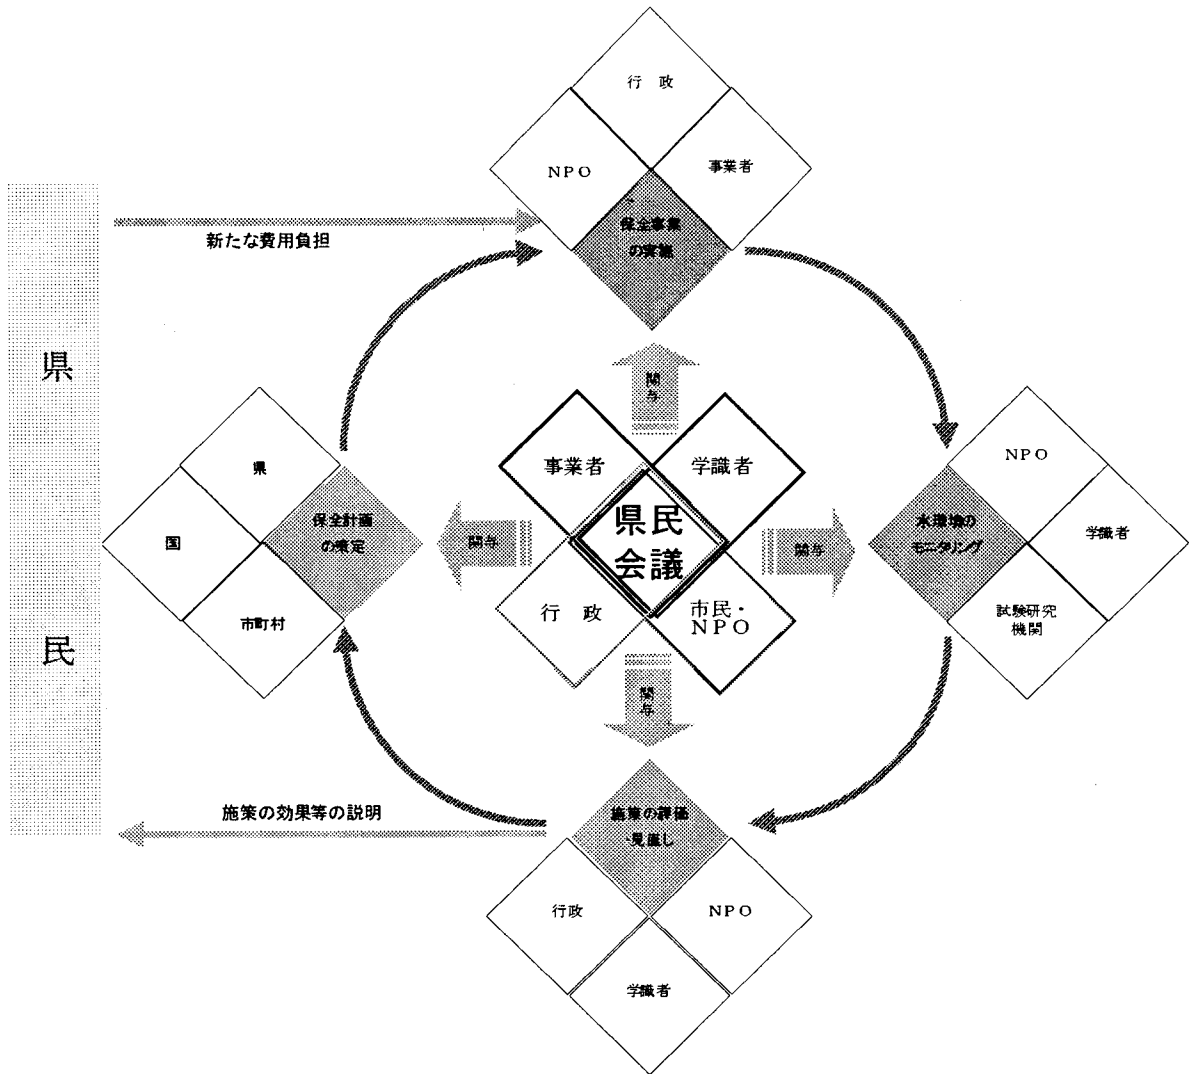 行 政
NPO
事業者
保全事業
の実施
新たな費用負担
県
民
関
与
事業者
学識者
県民
会議
行 政
市民・
NPO
県
国
市町村
保全計画
の策定
関与
関与
NPO
学識者
試験研究
機関
水環境の
モニタリング
関
与
施策の効果等の説明
施策の評価
・見直し
行政
NPO
学識者